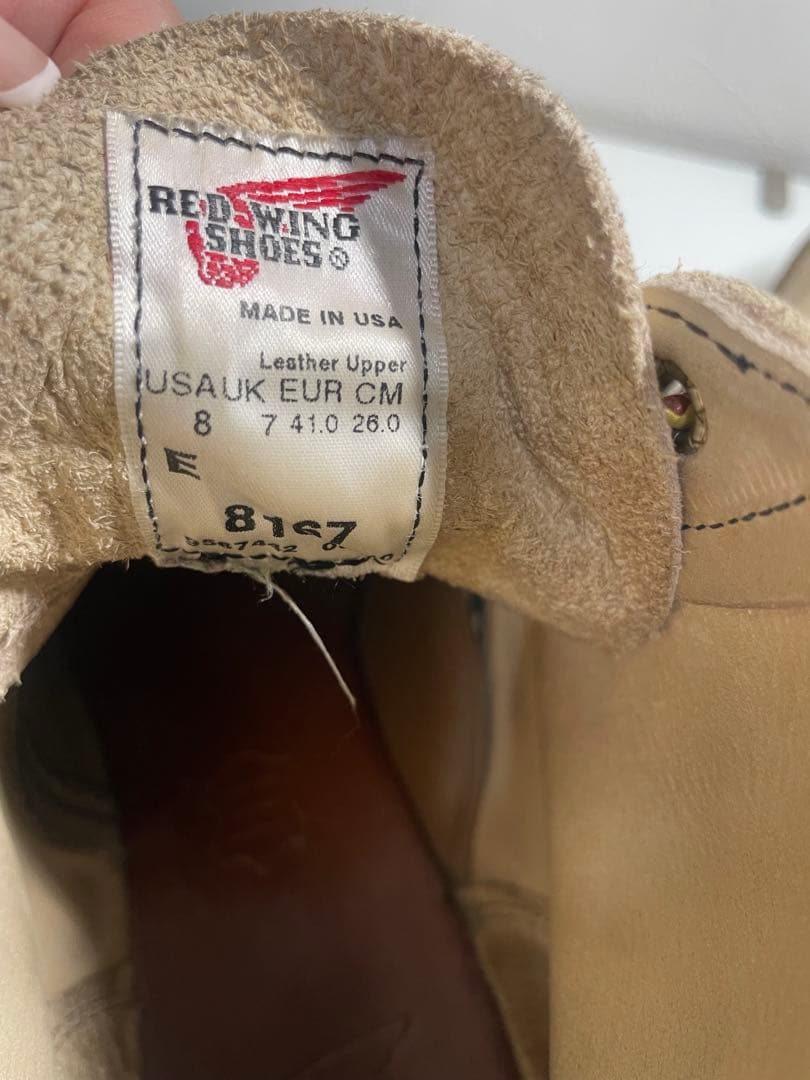 RED WING
SHOES®
MADE IN USA
Leather Upper
USA UK EUR CM
8 7 41.0 26.0
E
8167